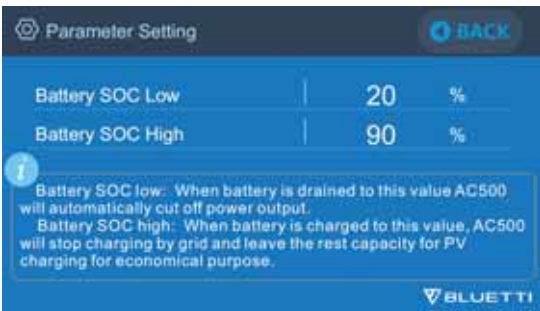 Parameter Setting
BACK
Battery SOC Low 20 %
Battery SOC High 90 %
i
Battery SOC low: When battery is drained to this value AC500
will automatically cut off power output.
Battery SOC high: When battery is charged to this value, AC500
will stop charging by grid and leave the rest capacity for PV
charging for economical purpose.
BLUETTI